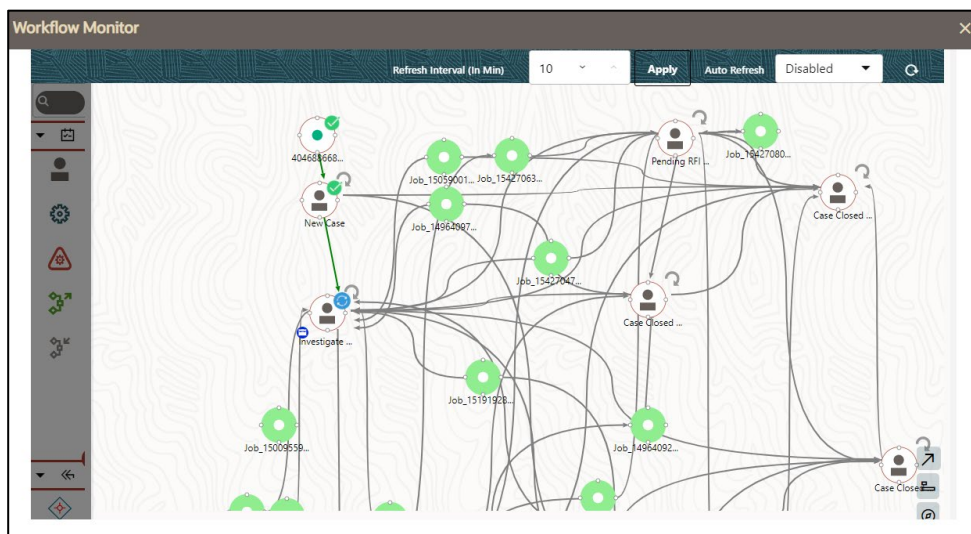 Workflow Monitor
Refresh Interval (In Min) 10 Apply Auto Refresh Disabled
404688668...
Pending RFI ...
Job_15427080...
Job_15059001... Job_15427063...
New Case
Job_14964097...
Case Closed ...
Job_15427047...
Case Closed ...
Investigate ...
Job_15191928...
Job_15009559...
Job_14964092...
Case Close